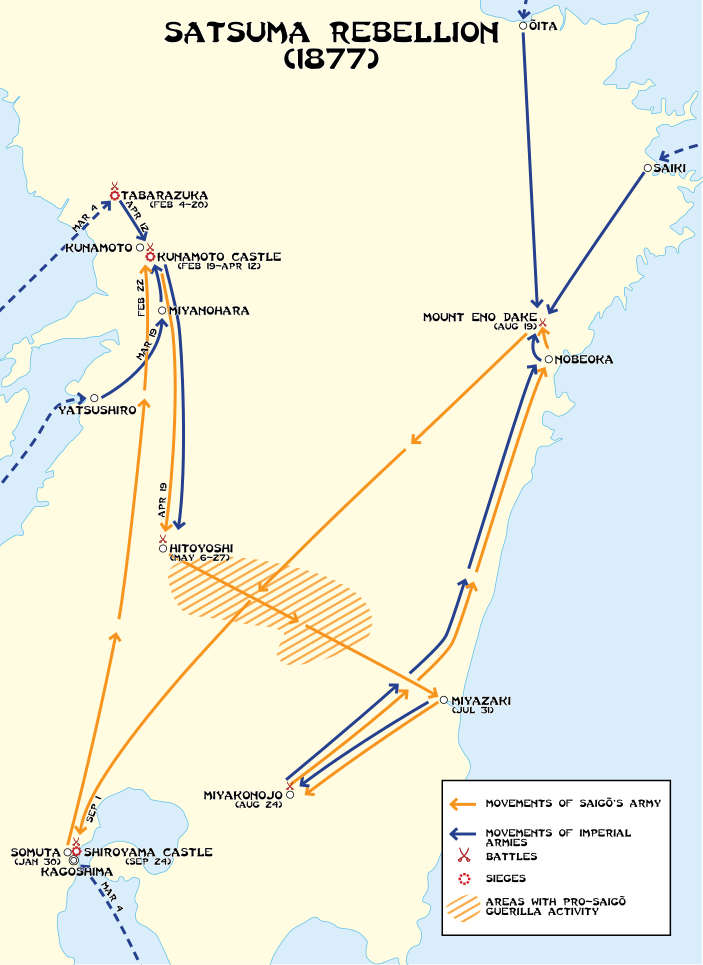 SATSUMA REBELLION
(1877)
ŌITA
SAIKI
TABARAZUKA
(FEB 4-20)
MAR 4
APR 12
KUNAMOTO
KUNAMOTO CASTLE
(FEB 19-APR 12)
FEB 22
MIYANOHARA
MAR 19
YATSUSHIRO
MOUNT ENO DAKE
(AUG 19)
NOBEOKA
APR 19
HITOYOSHI
(MAY 6-27)
MIYAZAKI
(JUL 31)
MIYAKONOJO
(AUG 24)
SEP 1
SOMUTA
(JAN 30)
SHIROYAMA CASTLE
(SEP 24)
KAGOSHIMA
MAR 4
MOVEMENTS OF SAIGŌ'S ARMY
MOVEMENTS OF IMPERIAL
ARMIES
BATTLES
SIEGES
AREAS WITH PRO-SAIGŌ
GUERILLA ACTIVITY